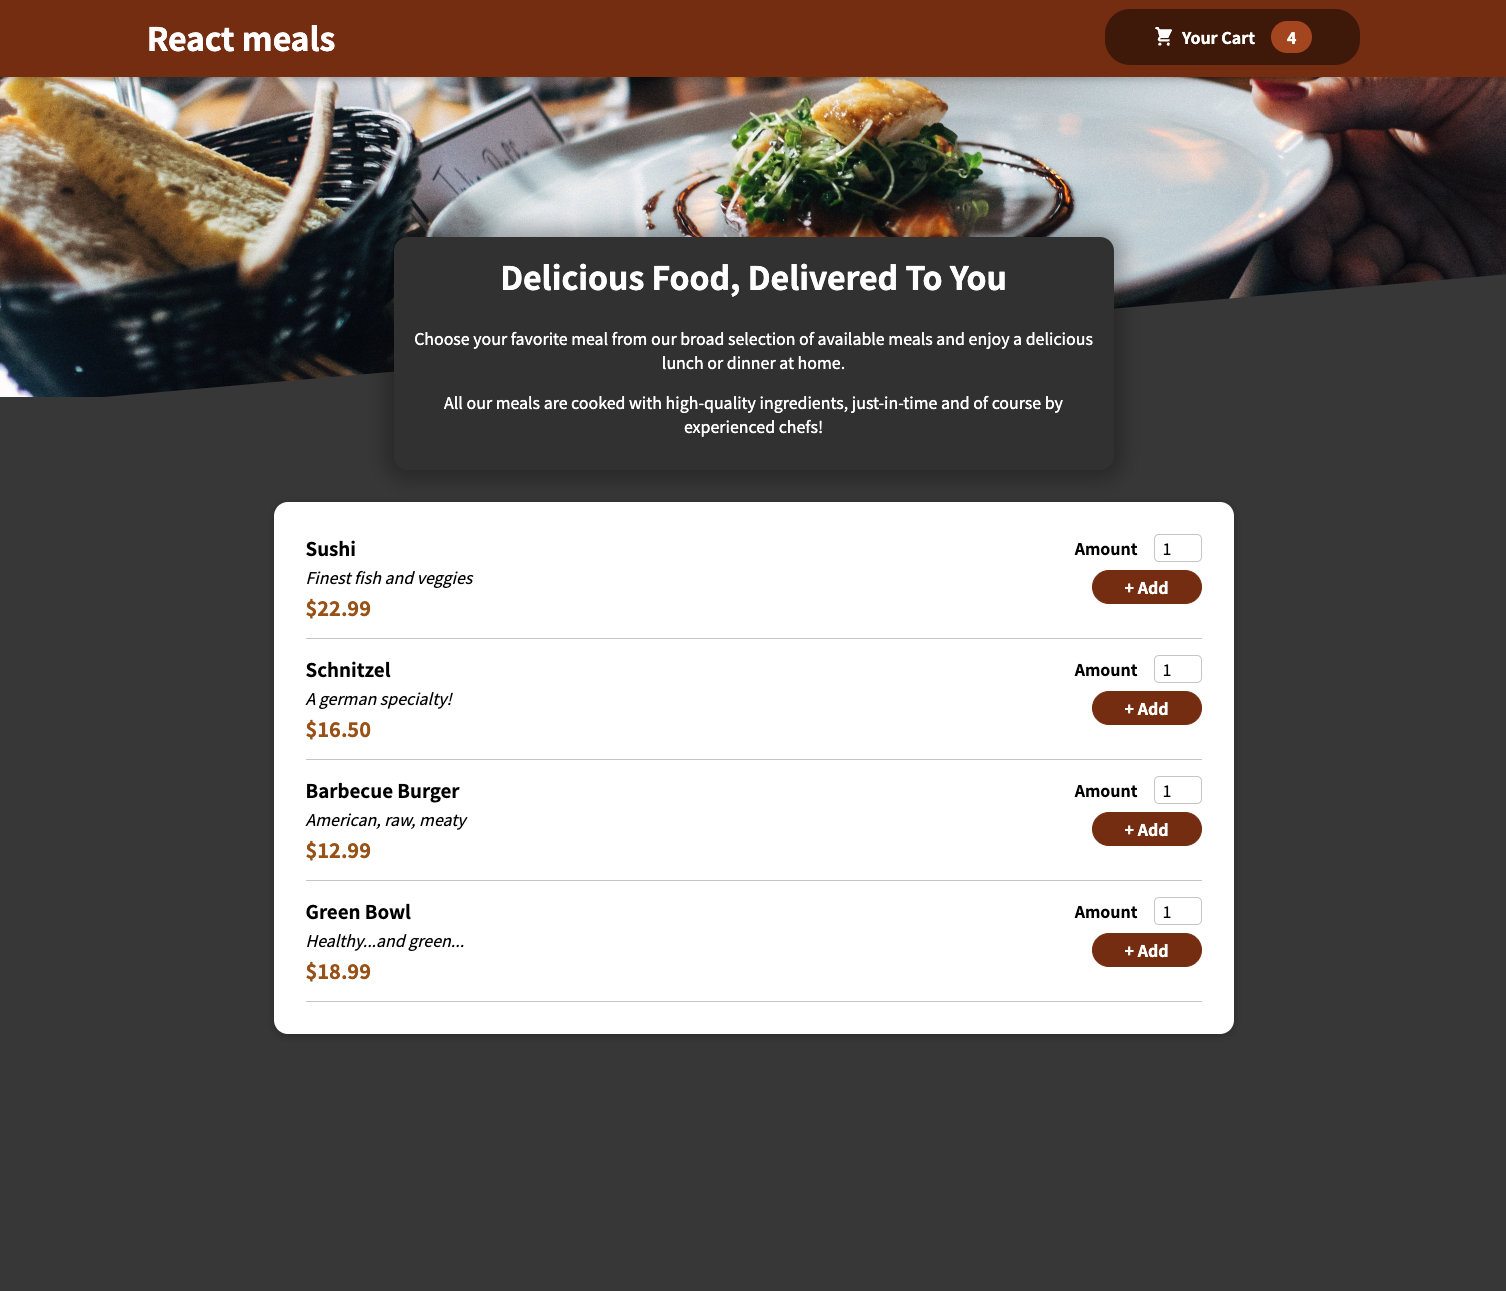 React meals
Your Cart 4
Delicious Food, Delivered To You
Choose your favorite meal from our broad selection of available meals and enjoy a delicious
lunch or dinner at home.
All our meals are cooked with high-quality ingredients, just-in-time and of course by
experienced chefs!
Sushi
Finest fish and veggies
$22.99
Amount 1
+ Add
Schnitzel
A german specialty!
$16.50
Amount 1
+ Add
Barbecue Burger
American, raw, meaty
$12.99
Amount 1
+ Add
Green Bowl
Healthy...and green...
$18.99
Amount 1
+ Add